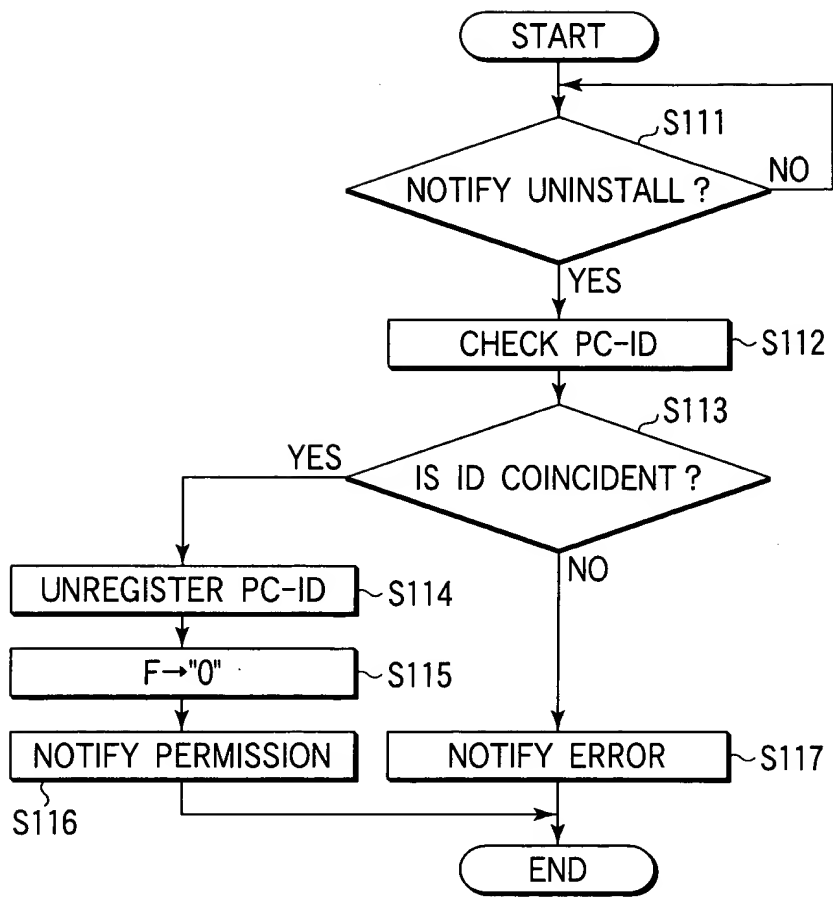 START
S111
NOTIFY UNINSTALL?
NO
YES
CHECK PC-ID
S112
S113
YES
IS ID COINCIDENT?
NO
UNREGISTER PC-ID
S114
F→"0"
S115
NOTIFY PERMISSION
NOTIFY ERROR
S117
S116
END